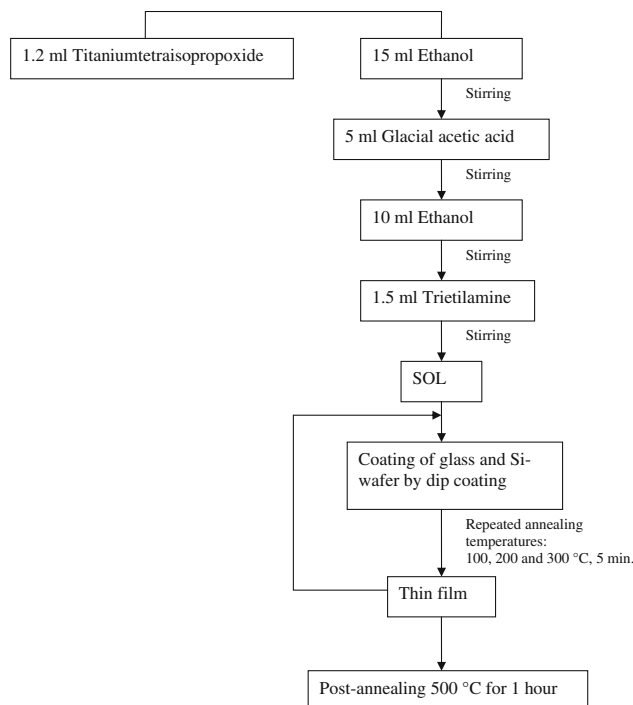 1.2 ml Titaniumtetraisopropoxide
15 ml Ethanol
Stirring
5 ml Glacial acetic acid
Stirring
10 ml Ethanol
Stirring
1.5 ml Trietilamine
Stirring
SOL
Coating of glass and Si-
wafer by dip coating
Repeated annealing
temperatures:
100, 200 and 300 °C, 5 min.
Thin film
Post-annealing 500 °C for 1 hour